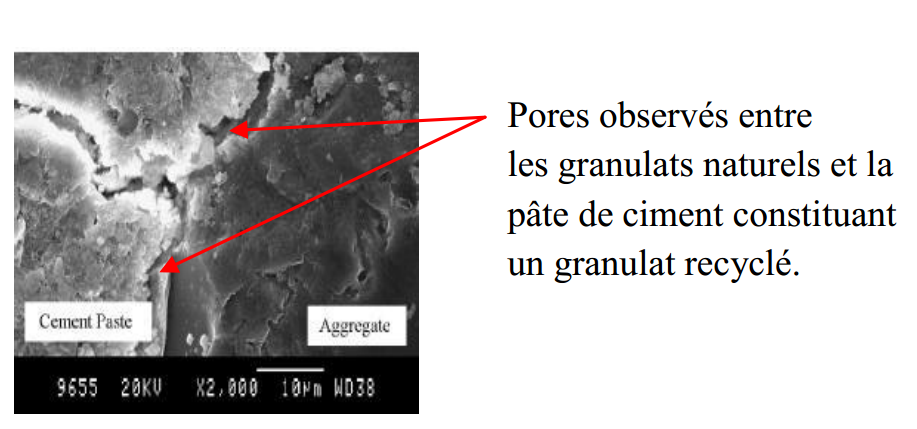 Pores observés entre
les granulats naturels et la
pâte de ciment constituant
un granulat recyclé.
Cement Paste
Aggregate
9655 20KV X2,000 10µm WD38